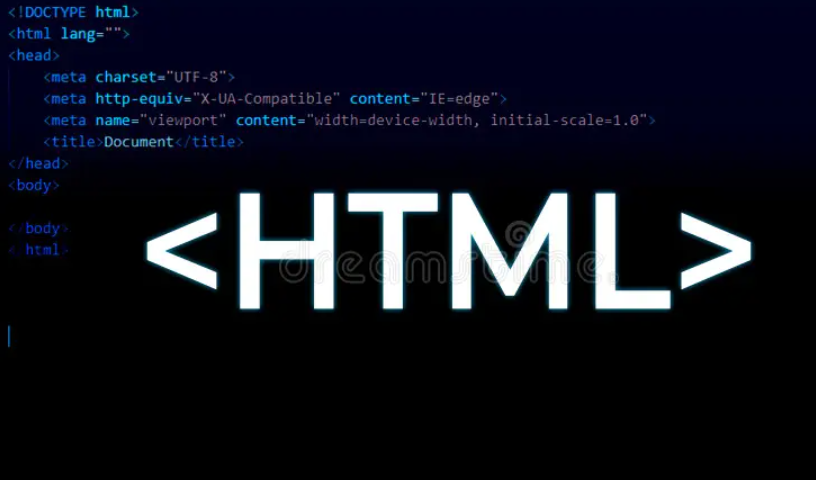 <!DOCTYPE html>
<html lang="">
<head>
    <meta charset="UTF-8">
    <meta http-equiv="X-UA-Compatible" content="IE=edge">
    <meta name="viewport" content="width=device-width, initial-scale=1.0">
    <title>Document</title>
</head>
<body>
</body>
< html>
<HTML>
dreamstime.